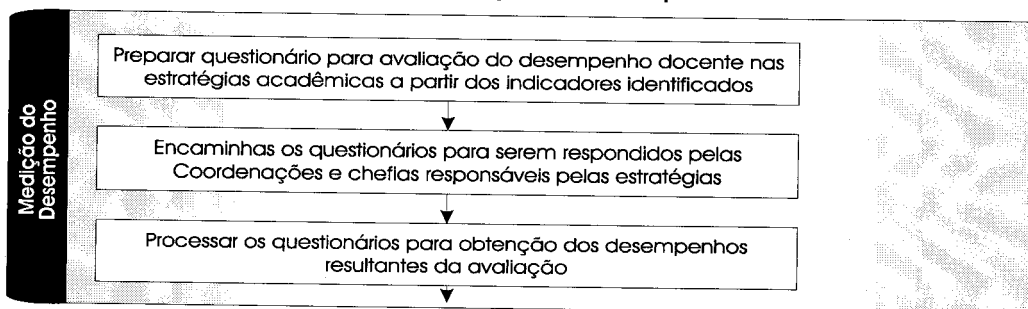 Medição do
Desempenho
Preparar questionário para avaliação do desempenho docente nas
estratégias acadêmicas a partir dos indicadores identificados
Encaminhas os questionários para serem respondidos pelas
Coordenações e chefias responsáveis pelas estratégias
Processar os questionários para obtenção dos desempenhos
resultantes da avaliação